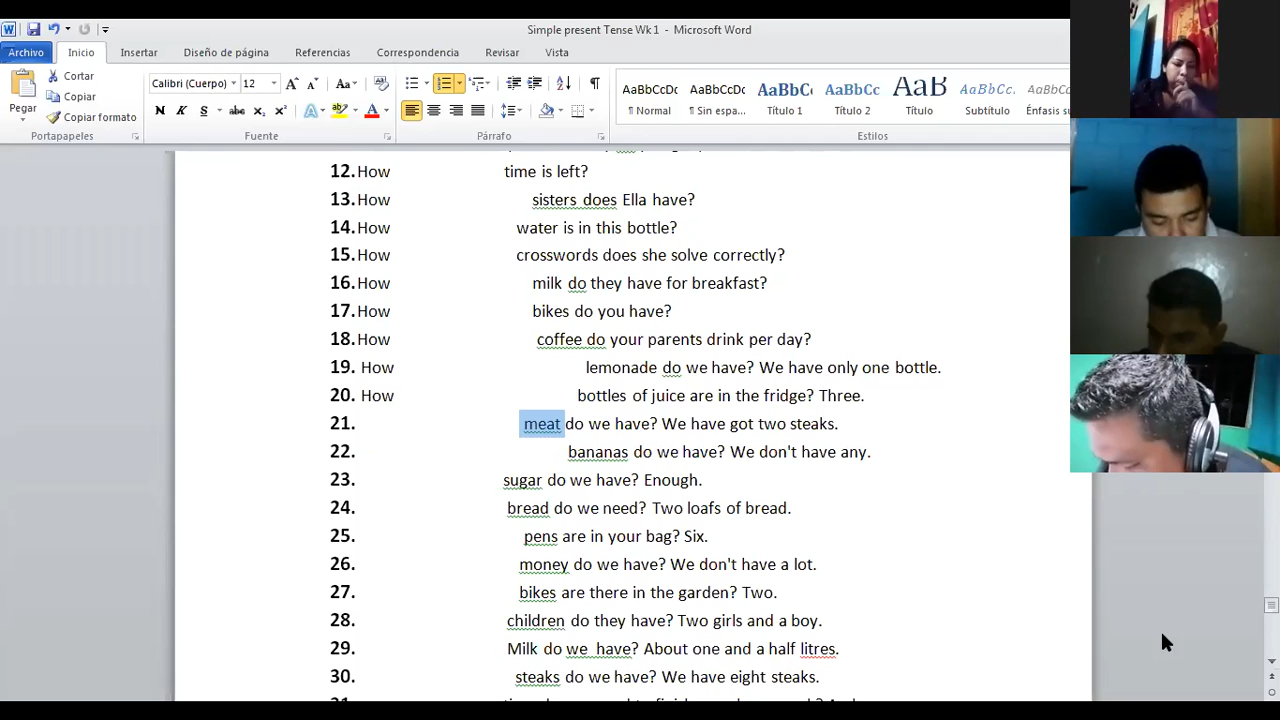 Simple present Tense Wk1 - Microsoft Word
Archivo Inicio Insertar Diseño de página Referencias Correspondencia Revisar Vista
Pegar
Cortar
Copiar
Copiar formato
Portapapeles
Calibri (Cuerpo) 12
Fuente
Párrafo
AaBbCcDc AaBbCcDc AaBbCc AaBbCc AaB AaBbCc AaBbCcDc
¶ Normal ¶ Sin espa... Título 1 Título 2 Título Subtítulo Énfasis su
Estilos
12. How time is left?
13. How sisters does Ella have?
14. How water is in this bottle?
15. How crosswords does she solve correctly?
16. How milk do they have for breakfast?
17. How bikes do you have?
18. How coffee do your parents drink per day?
19. How lemonade do we have? We have only one bottle.
20. How bottles of juice are in the fridge? Three.
21. meat do we have? We have got two steaks.
22. bananas do we have? We don't have any.
23. sugar do we have? Enough.
24. bread do we need? Two loafs of bread.
25. pens are in your bag? Six.
26. money do we have? We don't have a lot.
27. bikes are there in the garden? Two.
28. children do they have? Two girls and a boy.
29. Milk do we have? About one and a half litres.
30. steaks do we have? We have eight steaks.